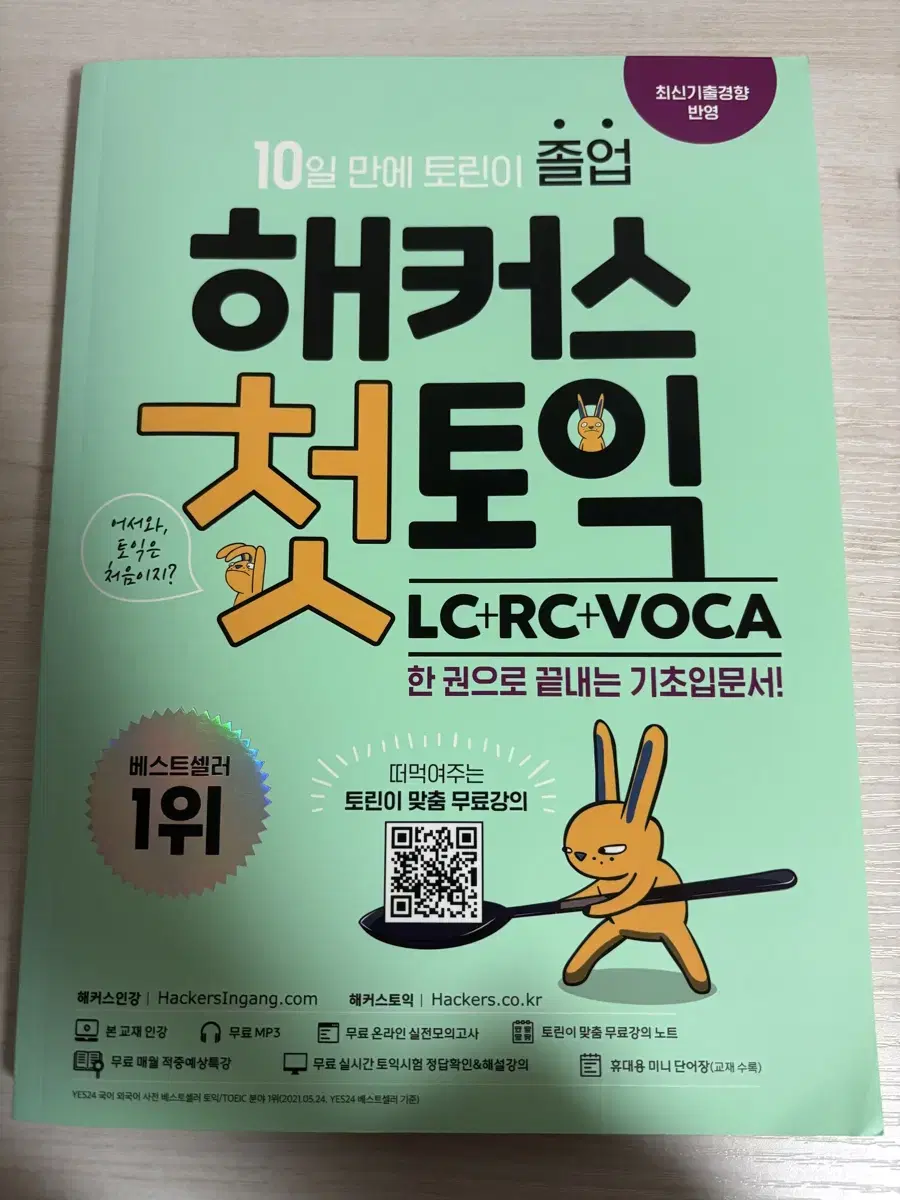 최신기출경향
반영
10일 만에 토린이 졸업
해커스
첫토익
어서와,
토익은
처음이지?
LC+RC+VOCA
한 권으로 끝내는 기초입문서!
베스트셀러
1위
떠먹여주는
토린이 맞춤 무료강의
해커스인강 | HackersIngang.com 해커스토익 | Hackers.co.kr
본 교재 인강 무료 MP3 무료 온라인 실전모의고사 토린이 맞춤 무료강의 노트
무료 매월 적중예상특강 무료 실시간 토익시험 정답확인&해설강의 휴대용 미니 단어장(교재 수록)
YES24 국어 외국어 사전 베스트셀러 토익/TOEIC 분야 1위(2021.05.24. YES24 베스트셀러 기준)